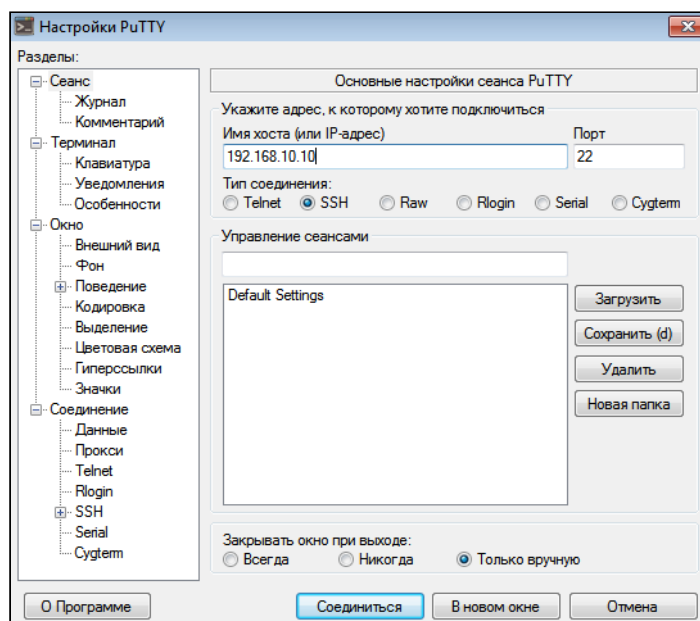 Настройки PuTTY
Разделы:
Сеанс
Журнал
Комментарий
Терминал
Клавиатура
Уведомления
Особенности
Окно
Внешний вид
Фон
Поведение
Кодировка
Выделение
Цветовая схема
Гиперссылки
Значки
Соединение
Данные
Прокси
Telnet
Rlogin
SSH
Serial
Cygterm
Основные настройки сеанса PuTTY
Укажите адрес, к которому хотите подключиться
Имя хоста (или IP-адрес) Порт
192.168.10.10 22
Тип соединения:
Telnet SSH Raw Rlogin Serial Cygterm
Управление сеансами
Default Settings
Загрузить
Сохранить (d)
Удалить
Новая папка
Закрывать окно при выходе:
Всегда Никогда Только вручную
О Программе Соединиться В новом окне Отмена